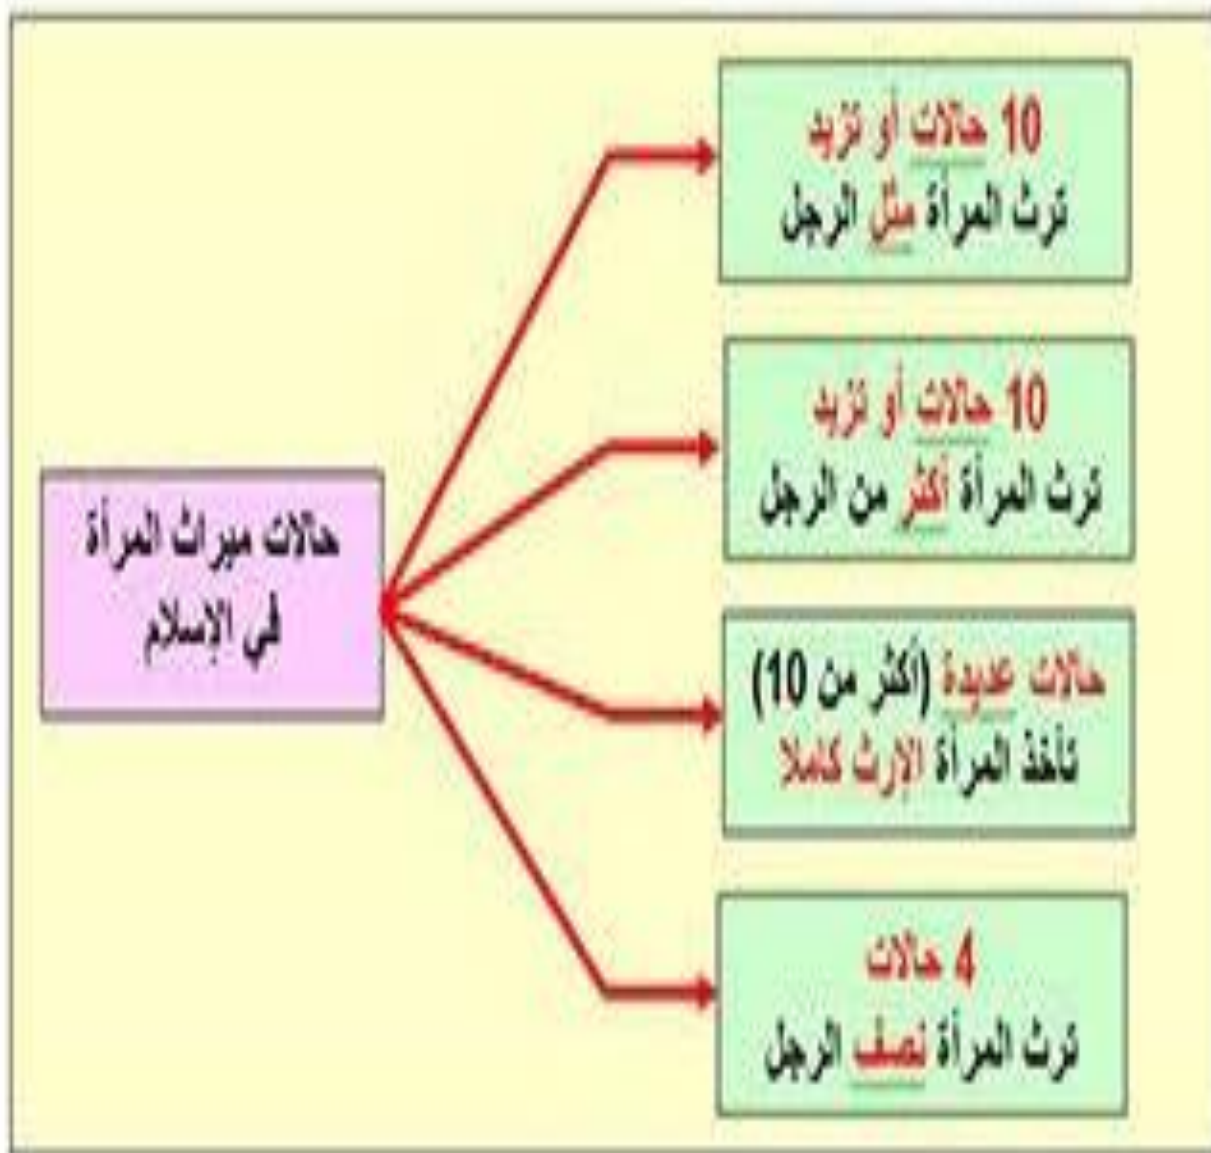 حالات ميراث المرأة
في الإسلام
10 حالات أو تزيد
ترث المرأة مثل الرجل
10 حالات أو تزيد
ترث المرأة أكثر من الرجل
حالات عديدة (أكثر من 10)
تأخذ المرأة الإرث كاملا
4 حالات
ترث المرأة نصف الرجل